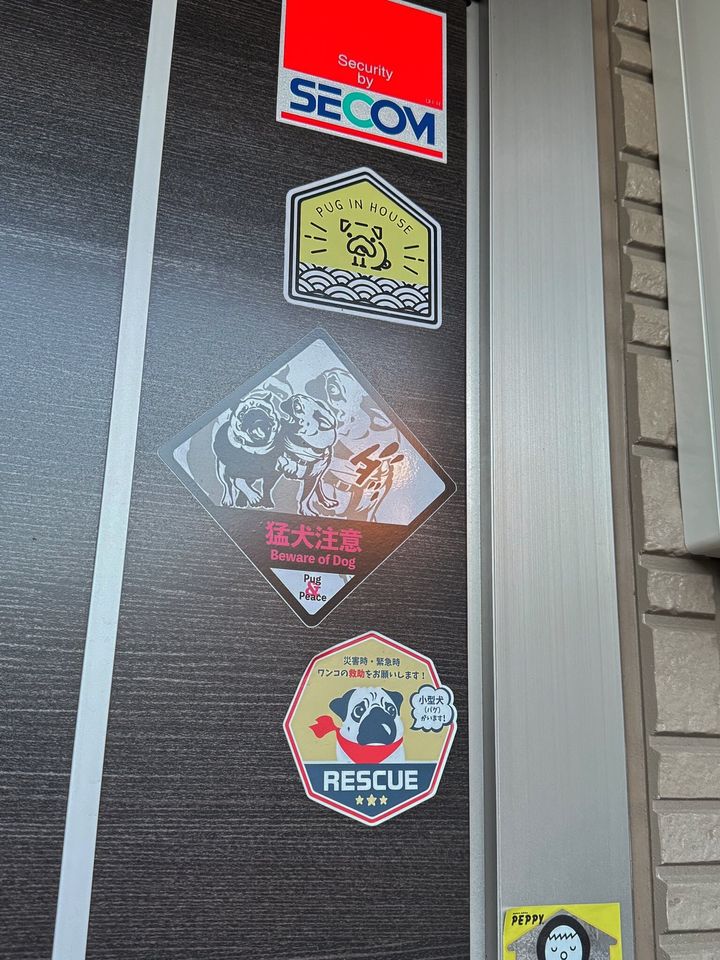 Security
by
SECOM
PUG IN HOUSE
猛犬注意
Beware of Dog
Pug
&
Peace
災害時・緊急時
ワンコの救助をお願いします！
小型犬
(パグ)
がいます!
RESCUE
PEPPY